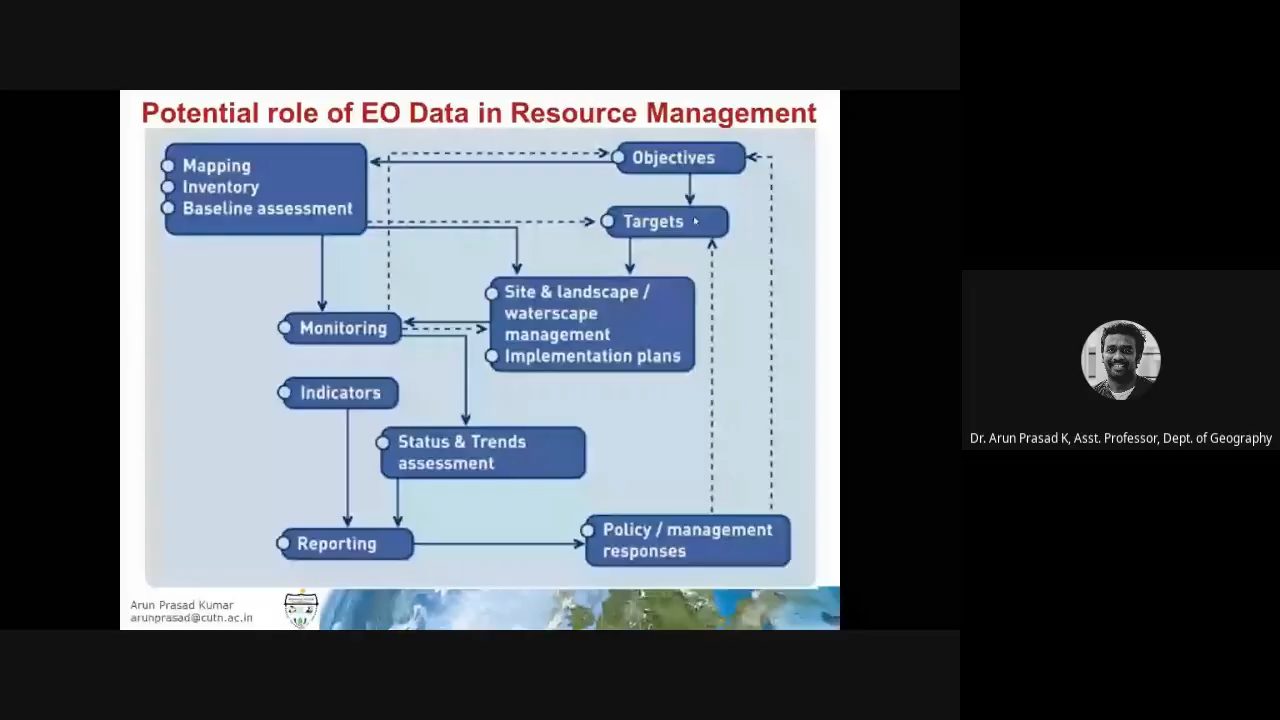 Potential role of EO Data in Resource Management
Mapping
Inventory
Baseline assessment
Objectives
Targets
Site & landscape /
waterscape
management
Implementation plans
Monitoring
Indicators
Status & Trends
assessment
Reporting
Policy / management
responses
Arun Prasad Kumar
arunprasad@cutn.ac.in
Dr. Arun Prasad K, Asst. Professor, Dept. of Geography